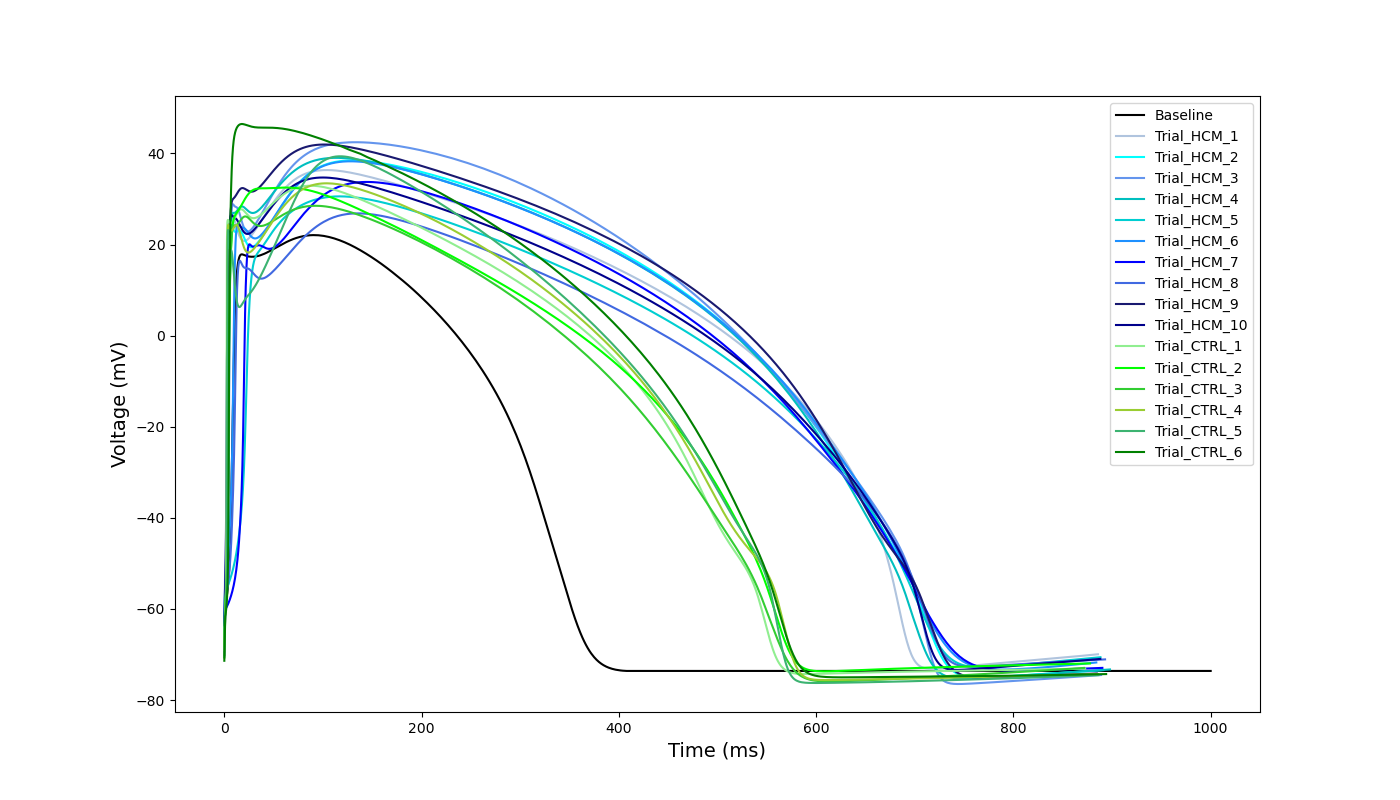 Voltage (mV)
40
20
0
−20
−40
−60
−80
0
200
400
600
800
1000
Time (ms)
Baseline
Trial_HCM_1
Trial_HCM_2
Trial_HCM_3
Trial_HCM_4
Trial_HCM_5
Trial_HCM_6
Trial_HCM_7
Trial_HCM_8
Trial_HCM_9
Trial_HCM_10
Trial_CTRL_1
Trial_CTRL_2
Trial_CTRL_3
Trial_CTRL_4
Trial_CTRL_5
Trial_CTRL_6